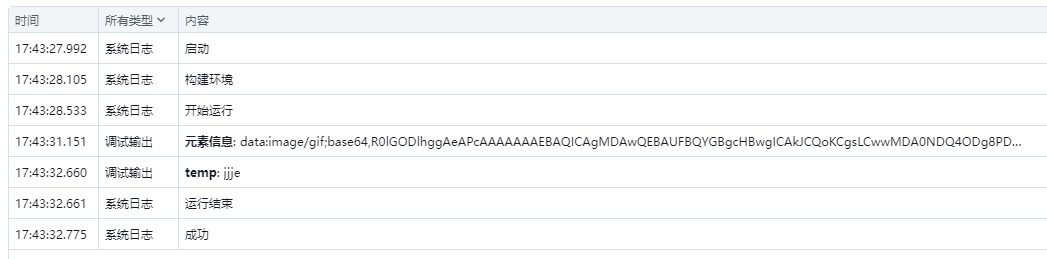 时间 所有类型 内容
17:43:27.992 系统日志 启动
17:43:28.105 系统日志 构建环境
17:43:28.533 系统日志 开始运行
17:43:31.151 调试输出 元素信息: data:image/gif;base64,R0lGODlhggAeAPcAAAAAAAEBAQICAgMDAwQEBAUFBQYGBgcHBwgICAkJCQoKCgsLCwwMDA0NDQ4ODg8PD...
17:43:32.660 调试输出 temp: jjje
17:43:32.661 系统日志 运行结束
17:43:32.775 系统日志 成功